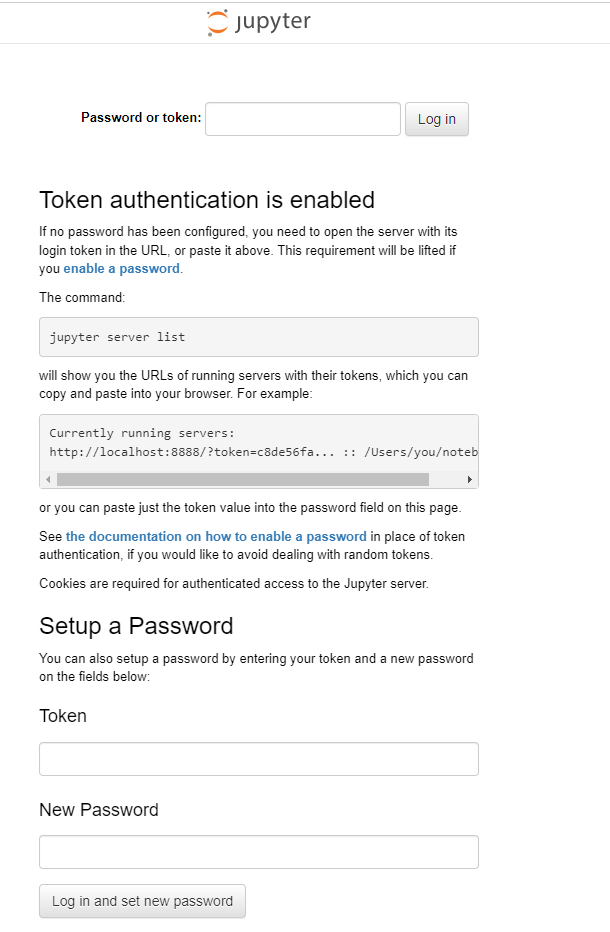 jupyter
Password or token:
Log in
Token authentication is enabled
If no password has been configured, you need to open the server with its
login token in the URL, or paste it above. This requirement will be lifted if
you enable a password.
The command:
jupyter server list
will show you the URLs of running servers with their tokens, which you can
copy and paste into your browser. For example:
Currently running servers:
http://localhost:8888/?token=c8de56fa... :: /Users/you/noteb
or you can paste just the token value into the password field on this page.
See the documentation on how to enable a password in place of token
authentication, if you would like to avoid dealing with random tokens.
Cookies are required for authenticated access to the Jupyter server.
Setup a Password
You can also setup a password by entering your token and a new password
on the fields below:
Token
New Password
Log in and set new password